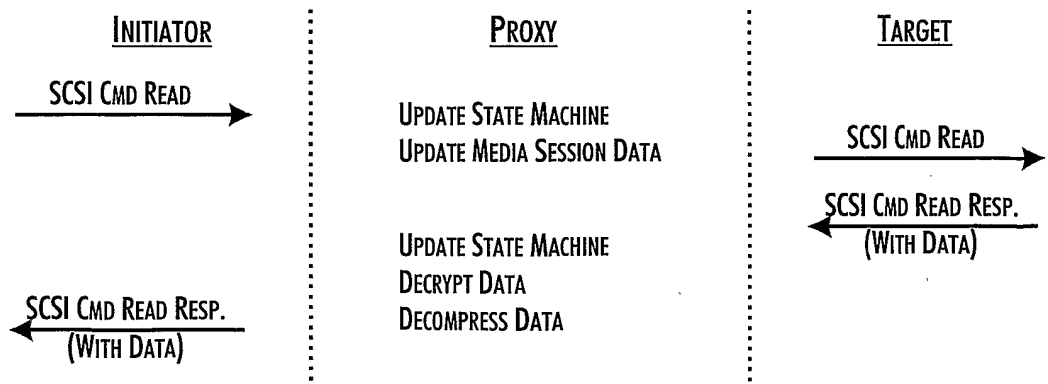 INITIATOR
PROXY
TARGET
SCSI CMD READ
UPDATE STATE MACHINE
UPDATE MEDIA SESSION DATA
SCSI CMD READ
SCSI CMD READ RESP.
(WITH DATA)
UPDATE STATE MACHINE
DECRYPT DATA
DECOMPRESS DATA
SCSI CMD READ RESP.
(WITH DATA)